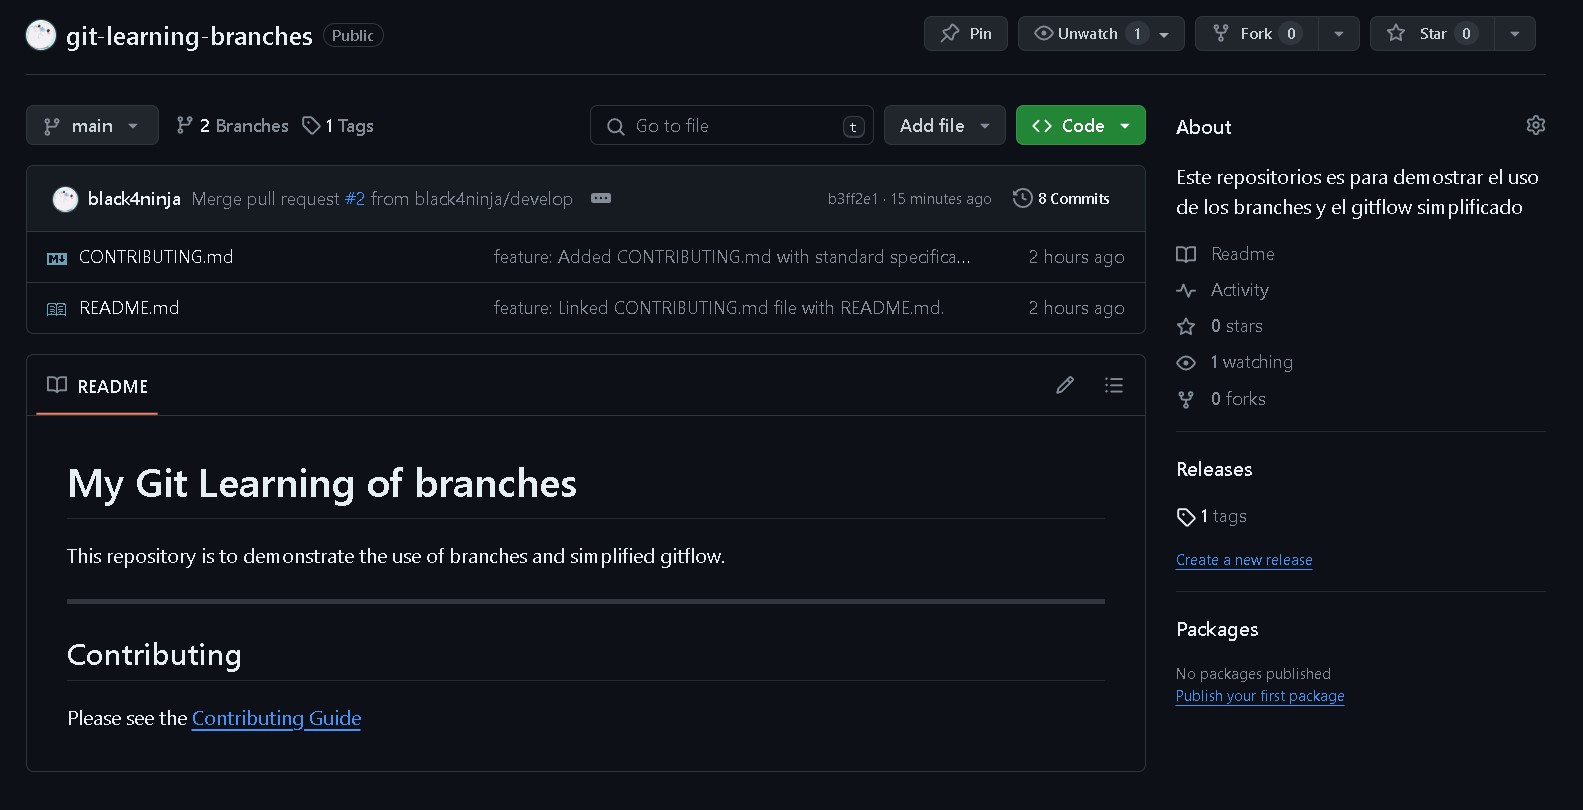 git-learning-branches Public
Pin
Unwatch 1
Fork 0
Star 0
main
2 Branches
1 Tags
Go to file
t
Add file
Code
black4ninja Merge pull request #2 from black4ninja/develop
b3ff2e1 · 15 minutes ago
8 Commits
CONTRIBUTING.md feature: Added CONTRIBUTING.md with standard specifica... 2 hours ago
README.md feature: Linked CONTRIBUTING.md file with README.md. 2 hours ago
README
My Git Learning of branches
This repository is to demonstrate the use of branches and simplified gitflow.
Contributing
Please see the Contributing Guide
About
Este repositorios es para demostrar el uso
de los branches y el gitflow simplificado
Readme
Activity
0 stars
1 watching
0 forks
Releases
1 tags
Create a new release
Packages
No packages published
Publish your first package